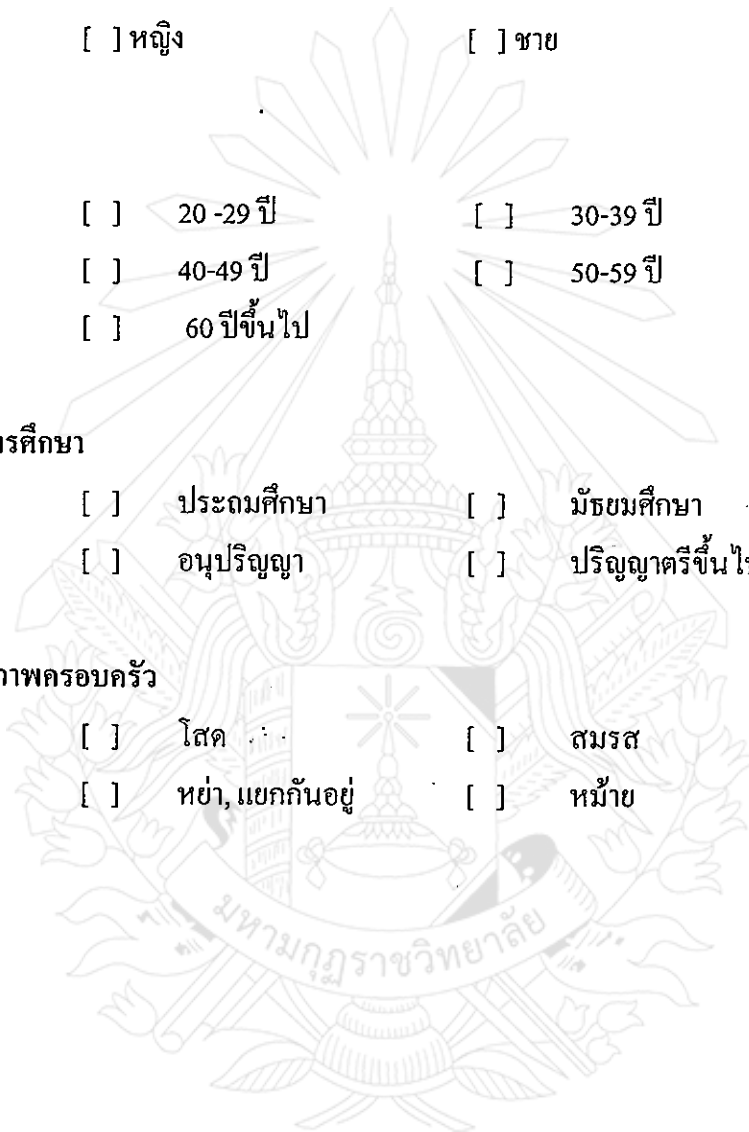 [ ] หญิง [ ] ชาย
[ ] 20 -29 ปี [ ] 30-39 ปี
[ ] 40-49 ปี [ ] 50-59 ปี
[ ] 60 ปีขึ้นไป
ารศึกษา
[ ] ประถมศึกษา [ ] มัธยมศึกษา
[ ] อนุปริญญา [ ] ปริญญาตรีขึ้นไป
าพครอบครัว
[ ] โสด [ ] สมรส
[ ] หย่า, แยกกันอยู่ [ ] หม้าย
มหามกุฏราชวิทยาลัย